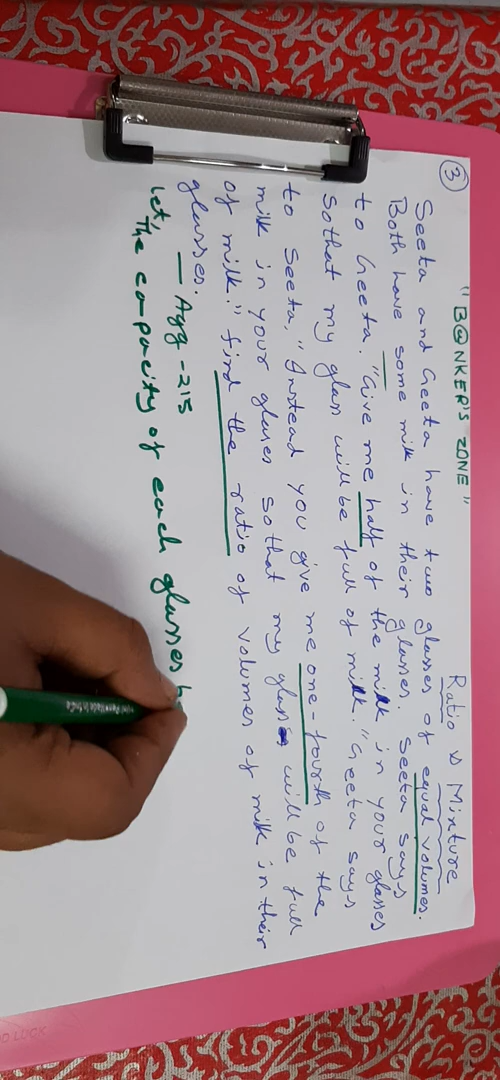 "B@NKER'S ZONE"
Ratio & Mixture
③ Seeta and Geeta have two glasses of equal volumes.
Both have some milk in their glasses. Seeta says
to Geeta. "Give me half of the milk in your glasses
So that my glass will be full of milk." Geeta says
to Seeta, "Instead you give me one-fourth of the
milk in your glasses so that my glass will be full
of milk." find the ratio of volumes of milk in their
glasses.
— Agg - 215
Let, The capacity of each glasses